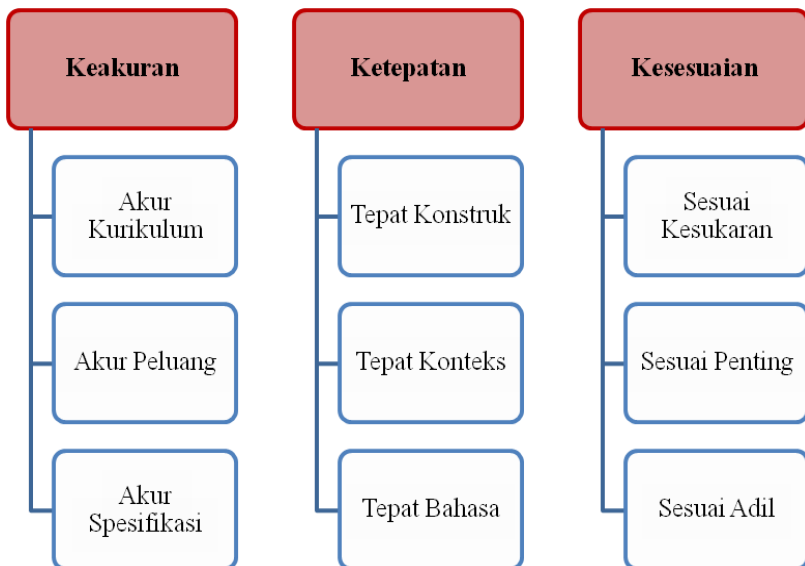 Keakuran
Akur
Kurikulum
Akur Peluang
Akur
Spesifikasi
Ketepatan
Tepat Konstruk
Tepat Konteks
Tepat Bahasa
Kesesuaian
Sesuai
Kesukaran
Sesuai Penting
Sesuai Adil